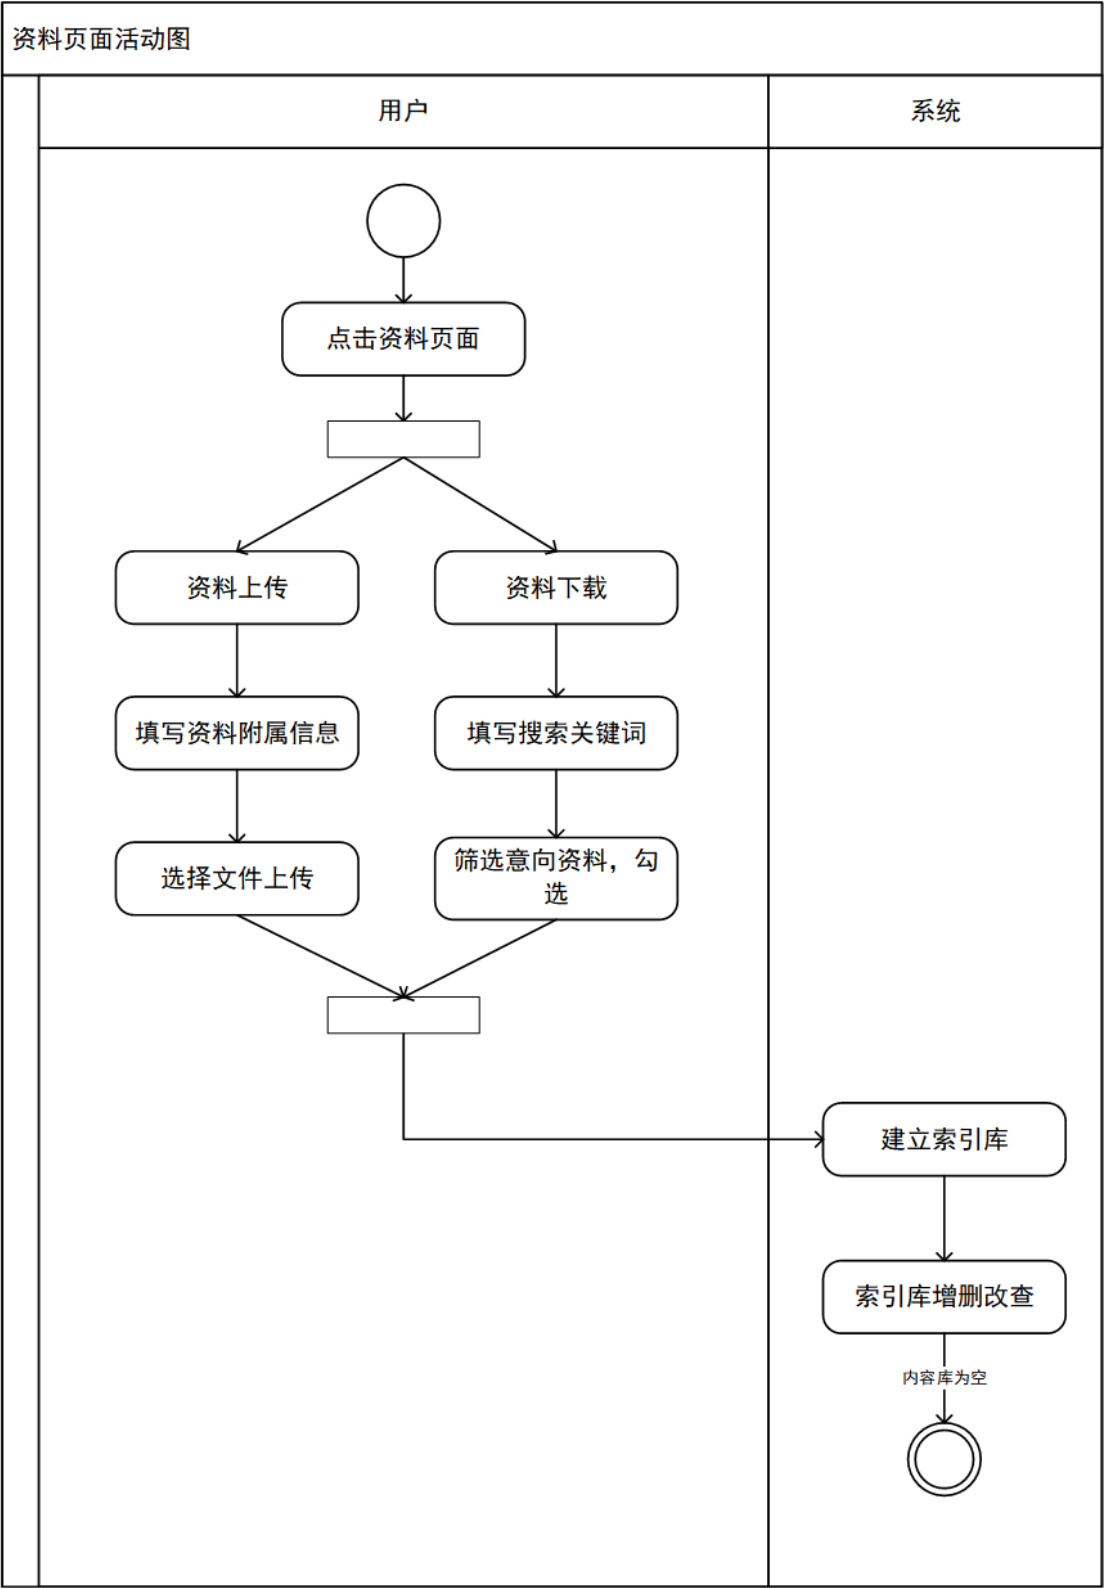 资料页面活动图
用户
系统
点击资料页面
资料上传
资料下载
填写资料附属信息
填写搜索关键词
选择文件上传
筛选意向资料，勾
选
建立索引库
索引库增删改查
内容库为空